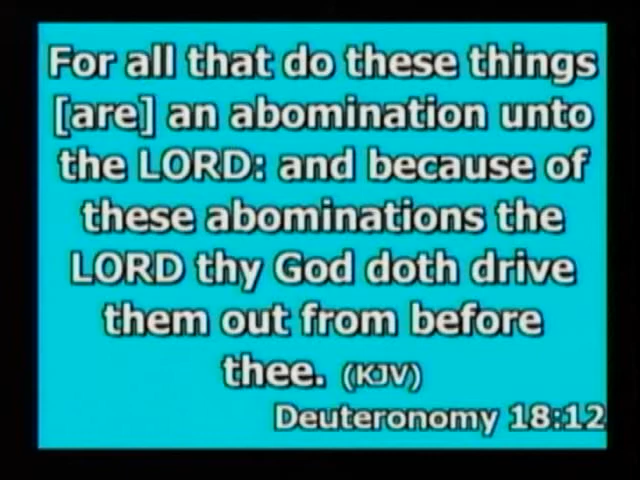 For all that do these things
[are] an abomination unto
the LORD: and because of
these abominations the
LORD thy God doth drive
them out from before
thee. (KJV)
Deuteronomy 18:12